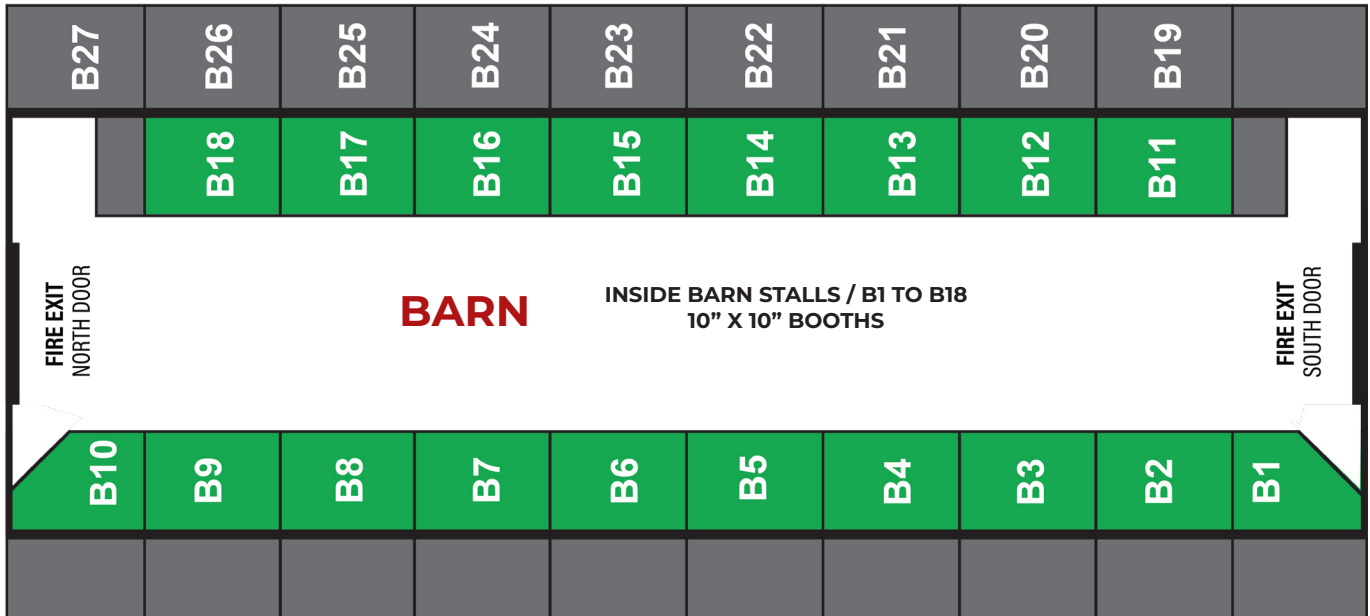 B27
B26
B25
B24
B23
B22
B21
B20
B19
B18
B17
B16
B15
B14
B13
B12
B11
FIRE EXIT
NORTH DOOR
BARN
INSIDE BARN STALLS / B1 TO B18
10” X 10” BOOTHS
FIRE EXIT
SOUTH DOOR
B10
B9
B8
B7
B6
B5
B4
B3
B2
B1